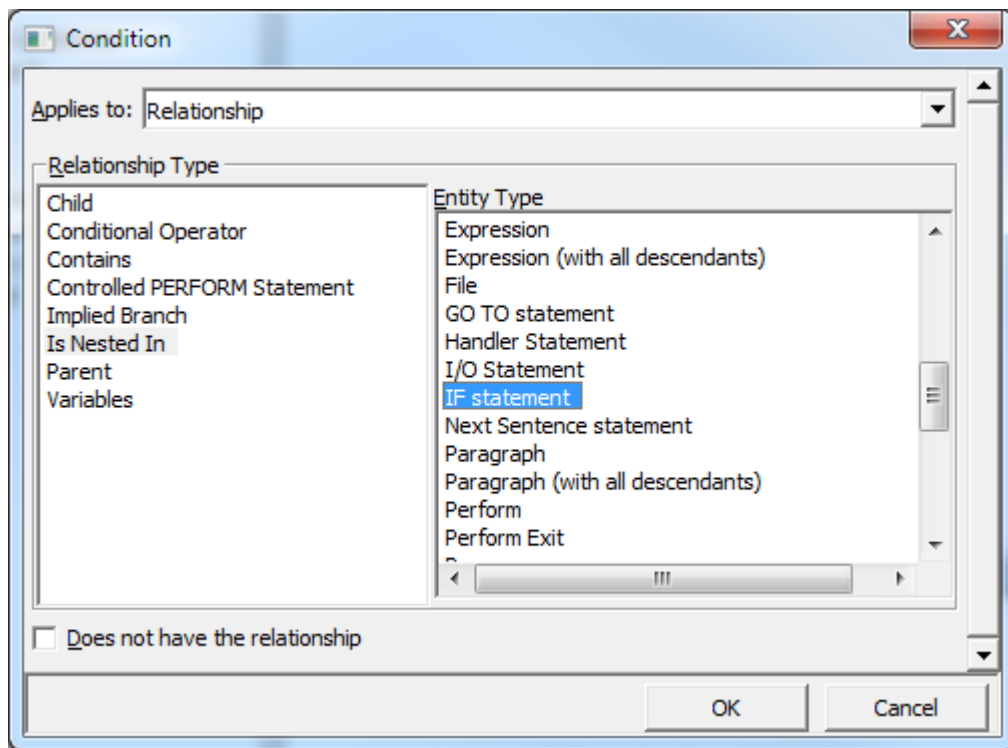 Condition
Applies to: Relationship
Relationship Type
Child
Conditional Operator
Contains
Controlled PERFORM Statement
Implied Branch
Is Nested In
Parent
Variables
Entity Type
Expression
Expression (with all descendants)
File
GO TO statement
Handler Statement
I/O Statement
IF statement
Next Sentence statement
Paragraph
Paragraph (with all descendants)
Perform
Perform Exit
Does not have the relationship
OK Cancel